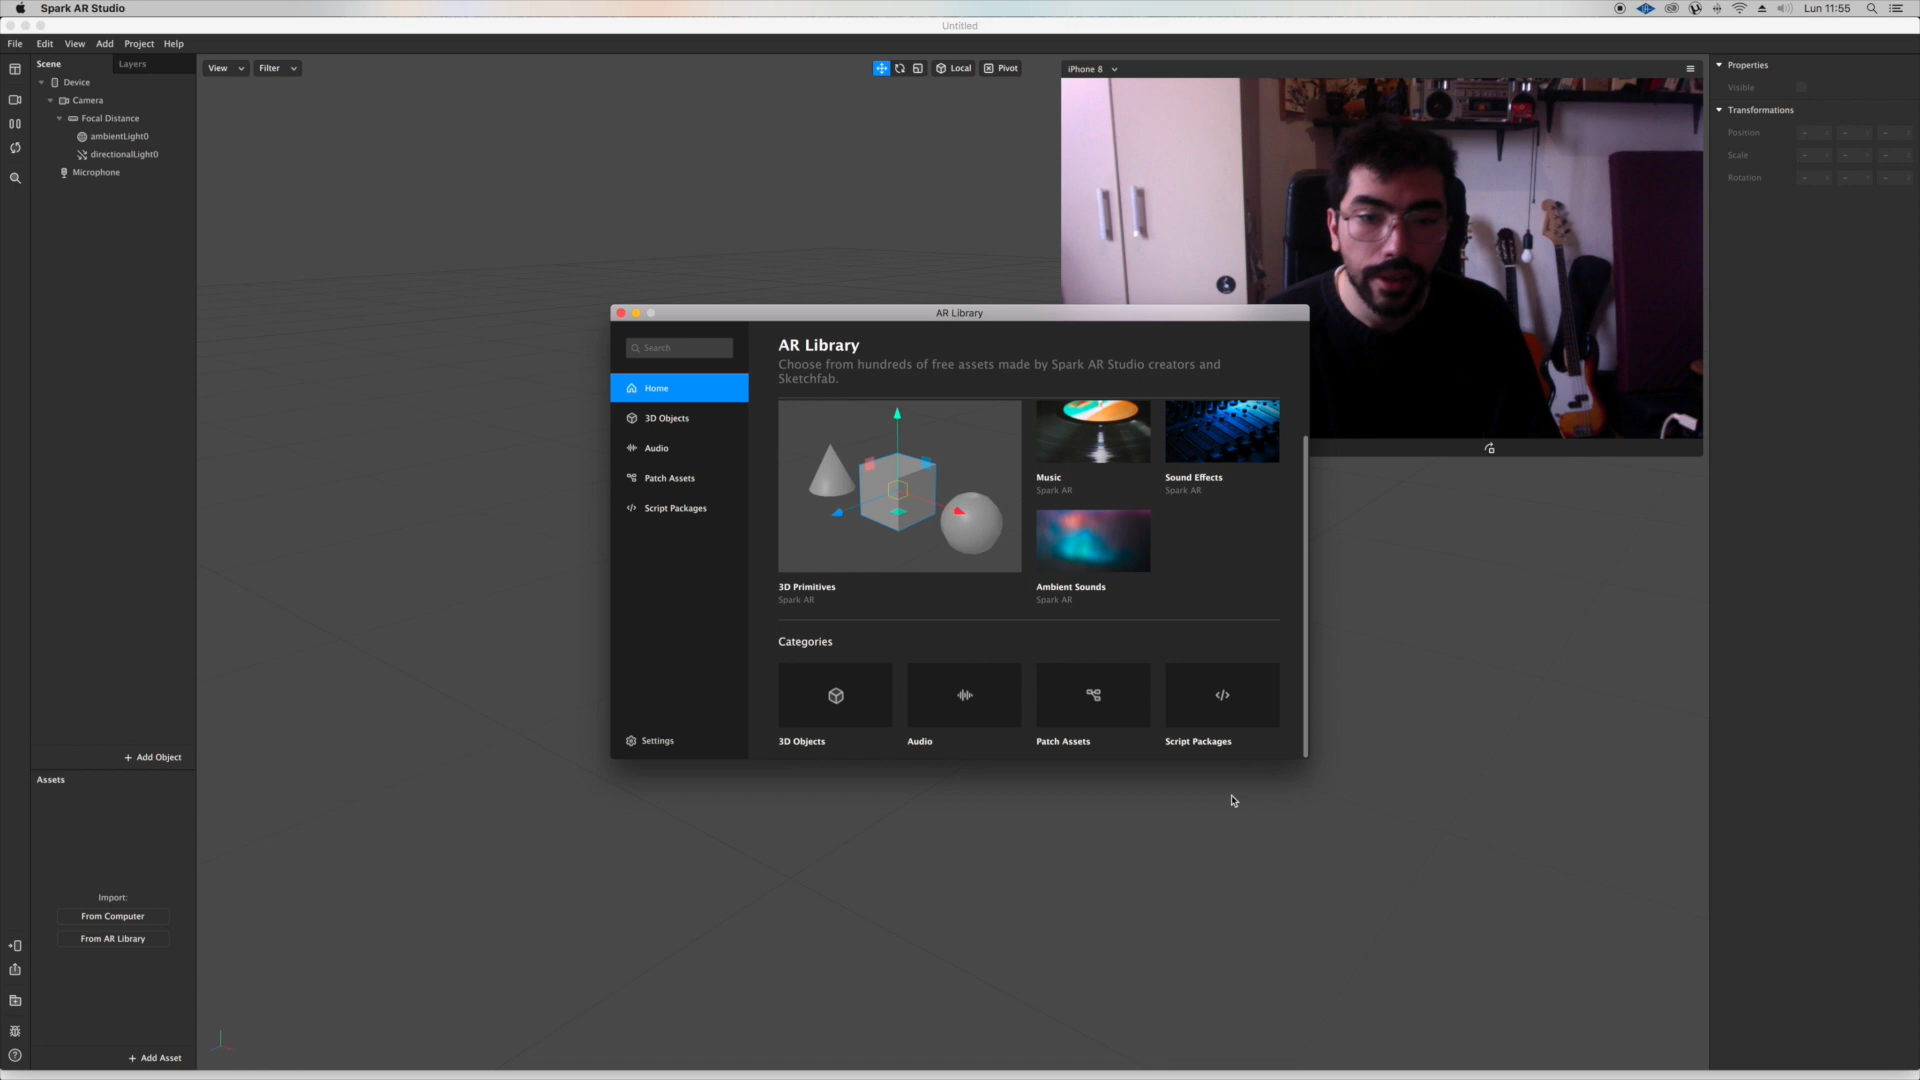 Spark AR Studio
Lun 11:55
Untitled
File Edit View Add Project Help
Scene Layers
Device
Camera
Focal Distance
ambientLight0
directionalLight0
Microphone
+ Add Object
Assets
Import:
From Computer
From AR Library
+ Add Asset
View Filter
Local Pivot
iPhone 8
AR Library
Search
Home
3D Objects
Audio
Patch Assets
Script Packages
Settings
AR Library
Choose from hundreds of free assets made by Spark AR Studio creators and
Sketchfab.
3D Primitives
Spark AR
Music
Spark AR
Sound Effects
Spark AR
Ambient Sounds
Spark AR
Categories
3D Objects
Audio
Patch Assets
Script Packages
Properties
Visible
Transformations
Position
Scale
Rotation